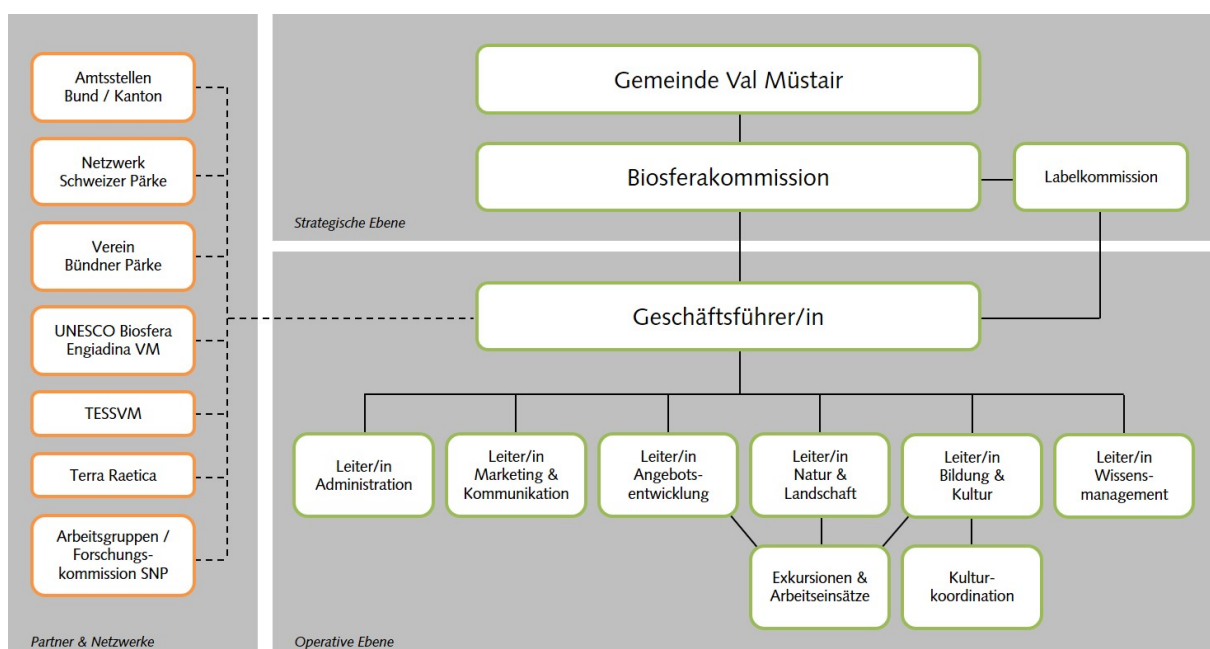 Amtsstellen
Bund / Kanton
Netzwerk
Schweizer Pärke
Verein
Bündner Pärke
UNESCO Biosfera
Engiadina VM
TESSVM
Terra Raetica
Arbeitsgruppen /
Forschungs-
kommission SNP
Partner & Netzwerke
Gemeinde Val Müstair
Biosferakommission
Labelkommission
Strategische Ebene
Geschäftsführer/in
Leiter/in
Administration
Leiter/in
Marketing &
Kommunikation
Leiter/in
Angebots-
entwicklung
Leiter/in
Natur &
Landschaft
Leiter/in
Bildung &
Kultur
Leiter/in
Wissens-
management
Exkursionen &
Arbeitseinsätze
Kultur-
koordination
Operative Ebene